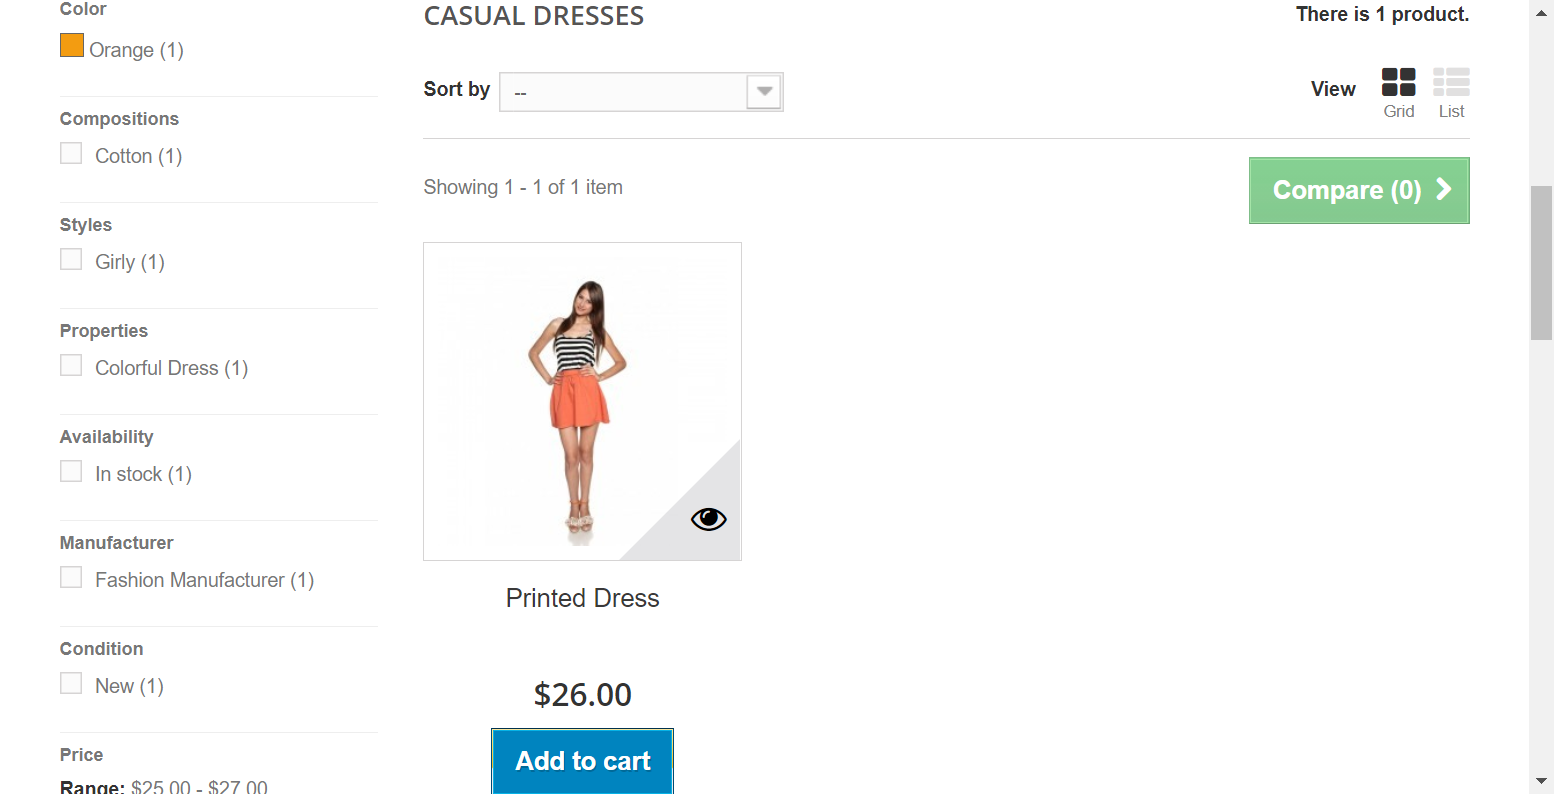 Color
Orange (1)
Compositions
Cotton (1)
Styles
Girly (1)
Properties
Colorful Dress (1)
Availability
In stock (1)
Manufacturer
Fashion Manufacturer (1)
Condition
New (1)
Price
Range: $25.00 - $27.00
CASUAL DRESSES
There is 1 product.
Sort by --
View
Grid List
Showing 1 - 1 of 1 item
Compare (0)
Printed Dress
$26.00
Add to cart